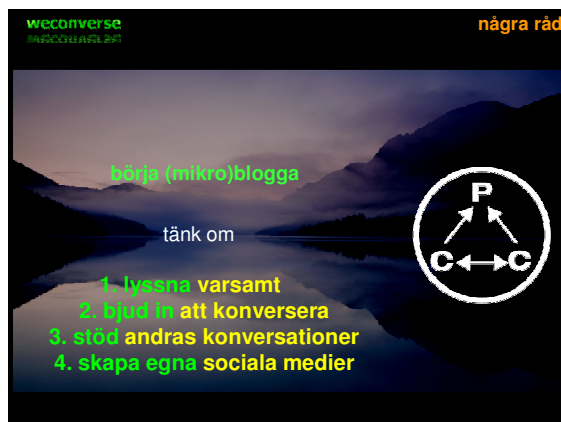 weconverse
några råd
börja (mikro)blogga
P
tänk om
C C
1. lyssna varsamt
2. bjud in att konversera
3. stöd andras konversationer
4. skapa egna sociala medier